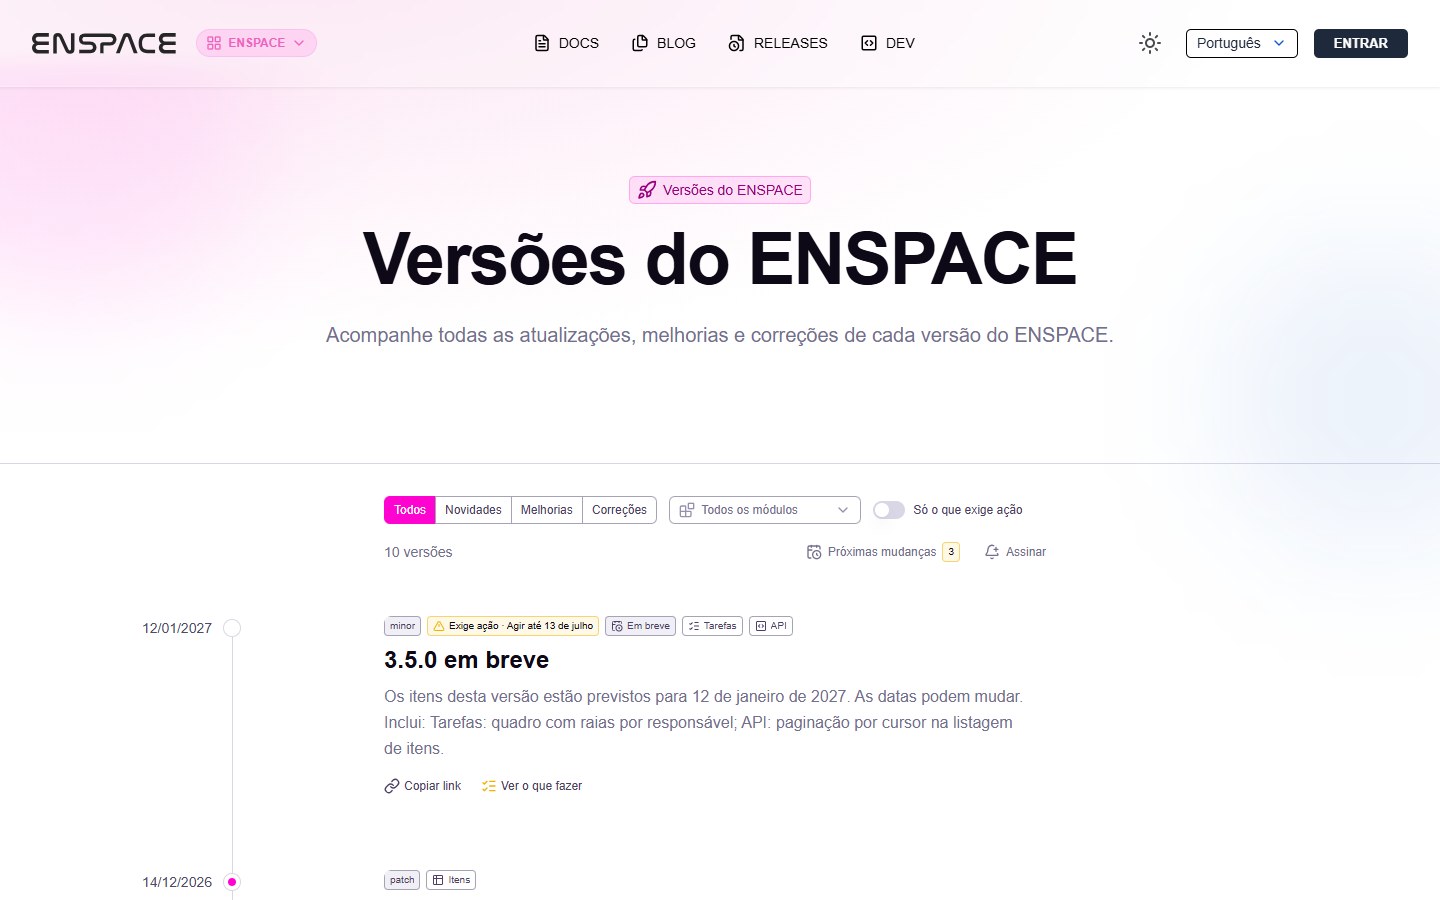 ENSPACE
ENSPACE
DOCS
BLOG
RELEASES
DEV
Português
ENTRAR
Versões do ENSPACE
Versões do ENSPACE
Acompanhe todas as atualizações, melhorias e correções de cada versão do ENSPACE.
Todos
Novidades
Melhorias
Correções
Todos os módulos
Só o que exige ação
10 versões
Próximas mudanças
3
Assinar
12/01/2027
minor
Exige ação · Agir até 13 de julho
Em breve
Tarefas
API
3.5.0 em breve
Os itens desta versão estão previstos para 12 de janeiro de 2027. As datas podem mudar.
Inclui: Tarefas: quadro com raias por responsável; API: paginação por cursor na listagem
de itens.
Copiar link
Ver o que fazer
14/12/2026
patch
Itens